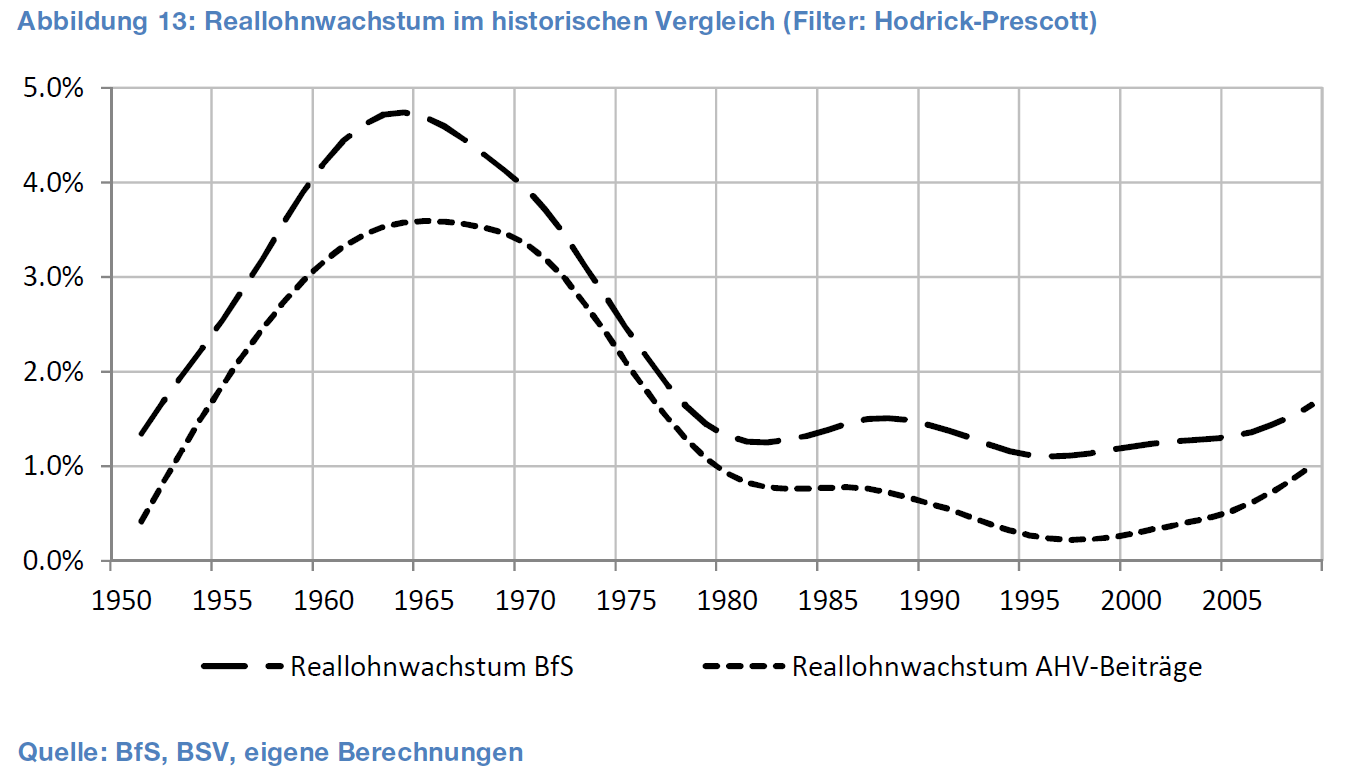 Abbildung 13: Reallohnwachstum im historischen Vergleich (Filter: Hodrick-Prescott)
5.0%
4.0%
3.0%
2.0%
1.0%
0.0%
1950 1955 1960 1965 1970 1975 1980 1985 1990 1995 2000 2005
Reallohnwachstum BfS Reallohnwachstum AHV-Beiträge
Quelle: BfS, BSV, eigene Berechnungen